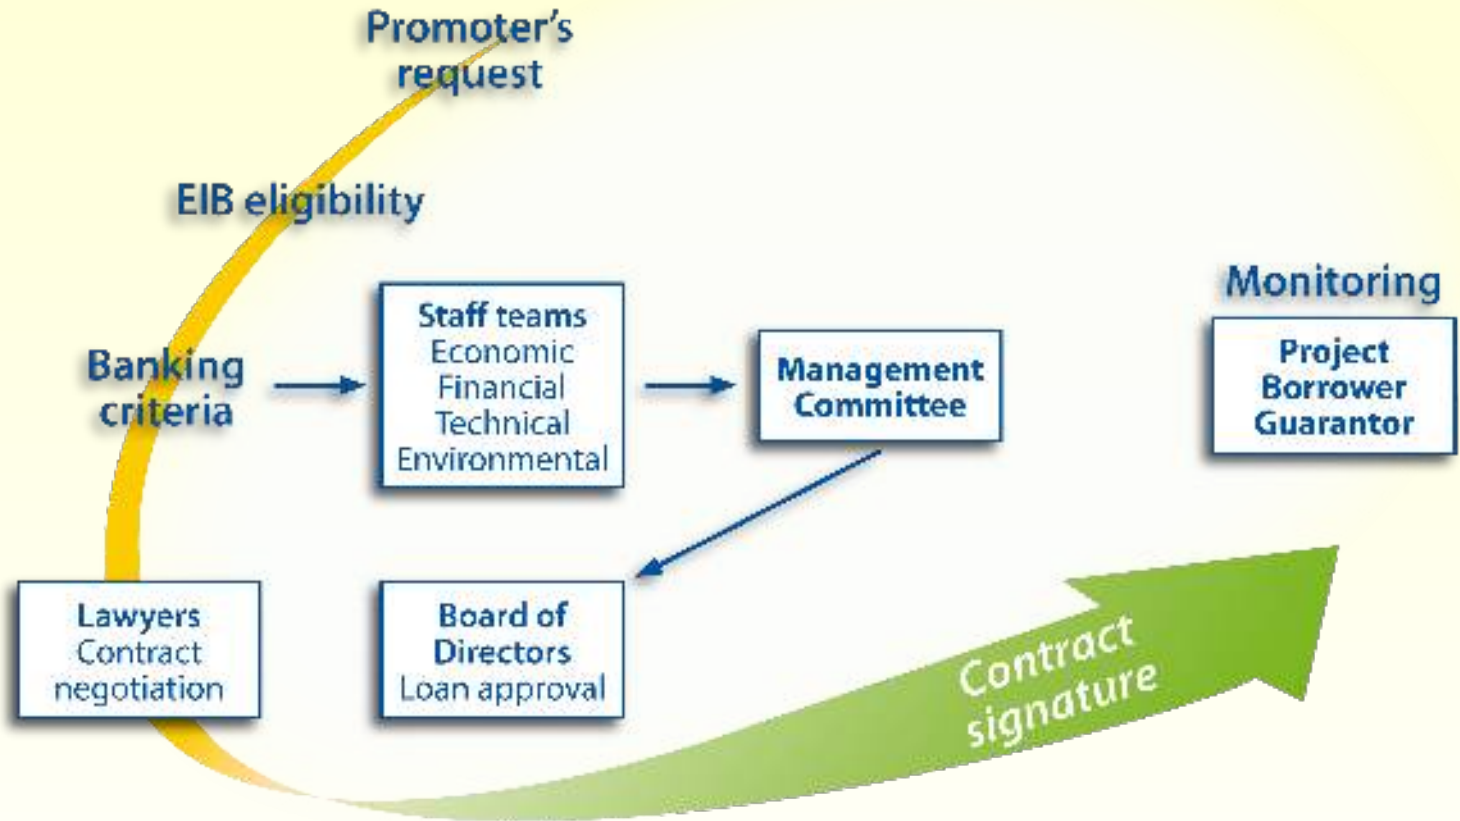 Promoter's
request
EIB eligibility
Banking
criteria
Staff teams
Economic
Financial
Technical
Environmental
Management
Committee
Monitoring
Project
Borrower
Guarantor
Lawyers
Contract
negotiation
Board of
Directors
Loan approval
Contract
signature